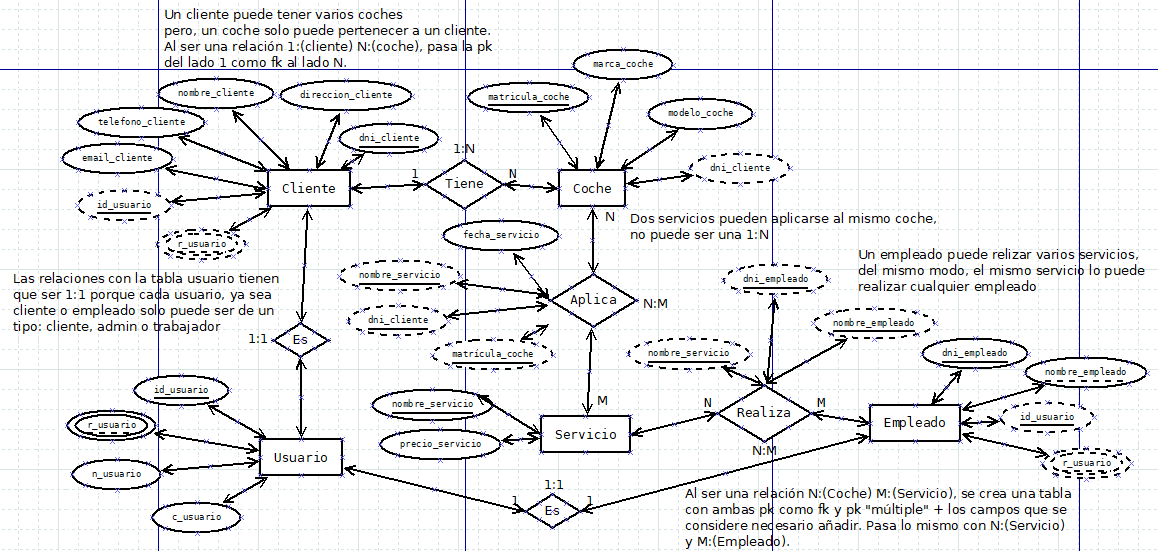 Un cliente puede tener varios coches
pero, un coche solo puede pertenecer a un cliente.
Al ser una relación 1:(cliente) N:(coche), pasa la pk
del lado 1 como fk al lado N.
marca_coche
nombre_cliente
direccion_cliente
matricula_coche
modelo_coche
telefono_cliente
dni_cliente
email_cliente
1:N
dni_cliente
Cliente
1
Tiene
N
Coche
id_usuario
r_usuario
N
Dos servicios pueden aplicarse al mismo coche,
no puede ser una 1:N
fecha_servicio
Un empleado puede relizar varios servicios,
del mismo modo, el mismo servicio lo puede
realizar cualquier empleado
Las relaciones con la tabla usuario tienen
que ser 1:1 porque cada usuario, ya sea
cliente o empleado solo puede ser de un
tipo: cliente, admin o trabajador
nombre_servicio
dni_empleado
Aplica
N:M
dni_cliente
nombre_empleado
1:1
Es
matrícula_coche
nombre_servicio
dni_empleado
nombre_empleado
id_usuario
nombre_servicio
M
N
Realiza
M
id_usuario
r_usuario
Servicio
Empleado
precio_servicio
N:M
Usuario
r_usuario
n_usuario
1:1
1
Es
1
c_usuario
Al ser una relación N:(Coche) M:(Servicio), se crea una tabla
con ambas pk como fk y pk "múltiple" + los campos que se
considere necesario añadir. Pasa lo mismo con N:(Servicio)
y M:(Empleado).